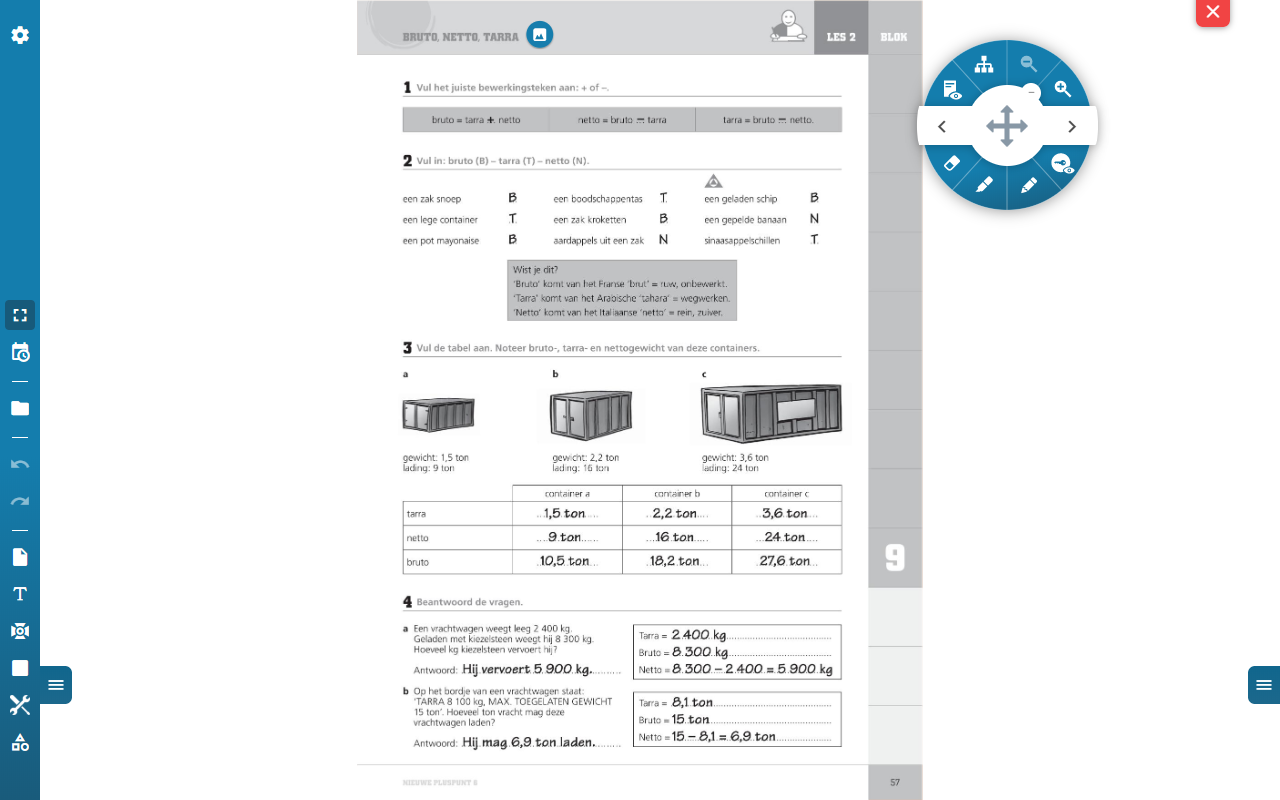 BRUTO, NETTO, TARRA
LES 2
BLOK
1 Vul het juiste bewerkingsteken aan: + of –.
bruto = tarra + netto
netto = bruto – tarra
tarra = bruto – netto.
2 Vul in: bruto (B) – tarra (T) – netto (N).
een zak snoep B een boodschappentas T een geladen schip B
een lege container T een zak kroketten B een gepelde banaan N
een pot mayonaise B aardappels uit een zak N sinaasappelschillen T
Wist je dit?
'Bruto' komt van het Franse 'brut' = ruw, onbewerkt.
'Tarra' komt van het Arabische 'tahara' = wegwerken.
'Netto' komt van het Italiaanse 'netto' = rein, zuiver.
3 Vul de tabel aan. Noteer bruto-, tarra- en nettogewicht van deze containers.
a b c
gewicht: 1,5 ton gewicht: 2,2 ton gewicht: 3,6 ton
lading: 9 ton lading: 16 ton lading: 24 ton
container a container b container c
tarra 1,5 ton 2,2 ton 3,6 ton
netto 9 ton 16 ton 24 ton
bruto 10,5 ton 18,2 ton 27,6 ton
9
4 Beantwoord de vragen.
a Een vrachtwagen weegt leeg 2 400 kg.
Geladen met kiezelsteen weegt hij 8 300 kg.
Hoeveel kg kiezelsteen vervoert hij?
Antwoord: Hij vervoert 5 900 kg.
Tarra = 2 400 kg
Bruto = 8 300 kg
Netto = 8 300 – 2 400 = 5 900 kg
b Op het bordje van een vrachtwagen staat:
'TARRA 8 100 kg, MAX. TOEGELATEN GEWICHT
15 ton'. Hoeveel ton vracht mag deze
vrachtwagen laden?
Antwoord: Hij mag 6,9 ton laden.
Tarra = 8,1 ton
Bruto = 15 ton
Netto = 15 – 8,1 = 6,9 ton
NIEUWE PLUSPUNT 6
57